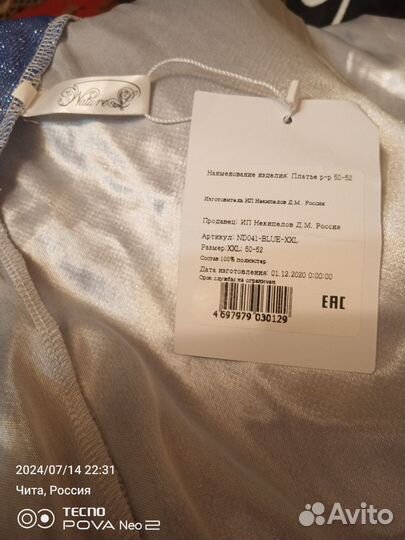 Nature L
Наименование изделия: Платье р-р 50-52
Изготовитель ИП Некипелов Д.М. Россия
Продавец: ИП Некипелов Д.М. Россия
Артикул: ND041-BLUE-XXL
Размер:XXL; 50-52
Состав:100% полиэстер
Дата изготовления: 01.12.2020 0:00:00
Срок службы не ограничен
4 697979 030129
EAC
2024/07/14 22:31
Чита, Россия
TECNO
POVA Neo 2
Avito